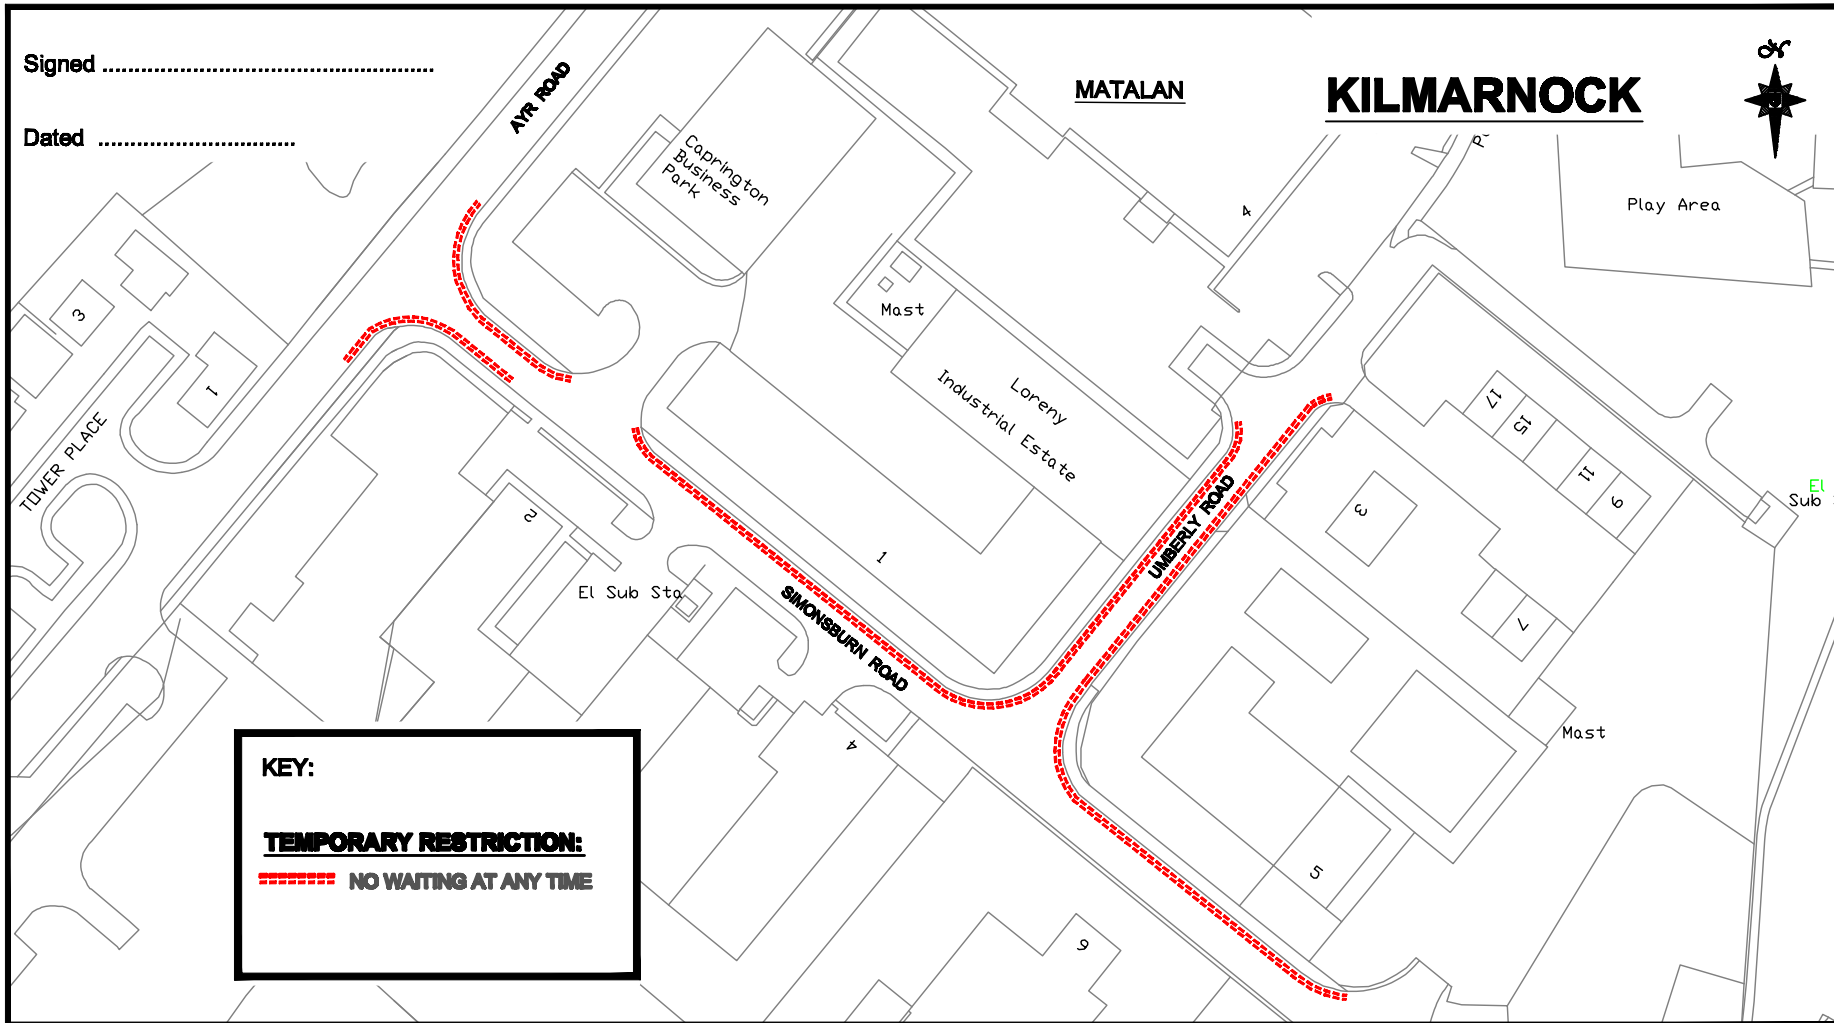 Signed ....................................................
Dated ...............................
AYR ROAD
MATALAN
KILMARNOCK
N
Caprington
Business
Park
4
Play Area
Mast
3
1
TOWER PLACE
Loreny
Industrial Estate
17
15
11
9
El
Sub
2
3
1
UMBERLY ROAD
El Sub Sta
SIMONSBURN ROAD
7
4
Mast
5
6
KEY:
TEMPORARY RESTRICTION:
NO WAITING AT ANY TIME